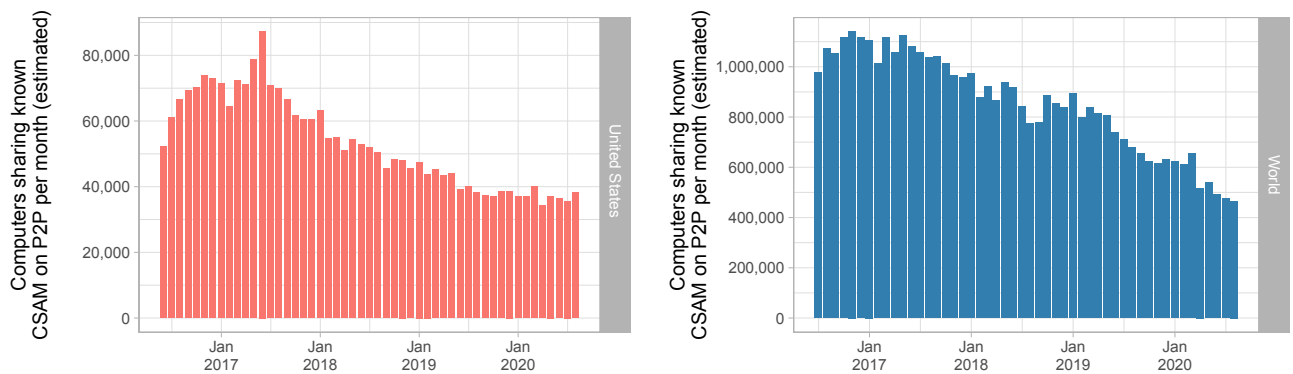 Computers sharing known
CSAM on P2P per month (estimated)
80,000
60,000
40,000
20,000
0
Jan
2017
Jan
2018
Jan
2019
Jan
2020
United States
Computers sharing known
CSAM on P2P per month (estimated)
1,000,000
800,000
600,000
400,000
200,000
0
Jan
2017
Jan
2018
Jan
2019
Jan
2020
World